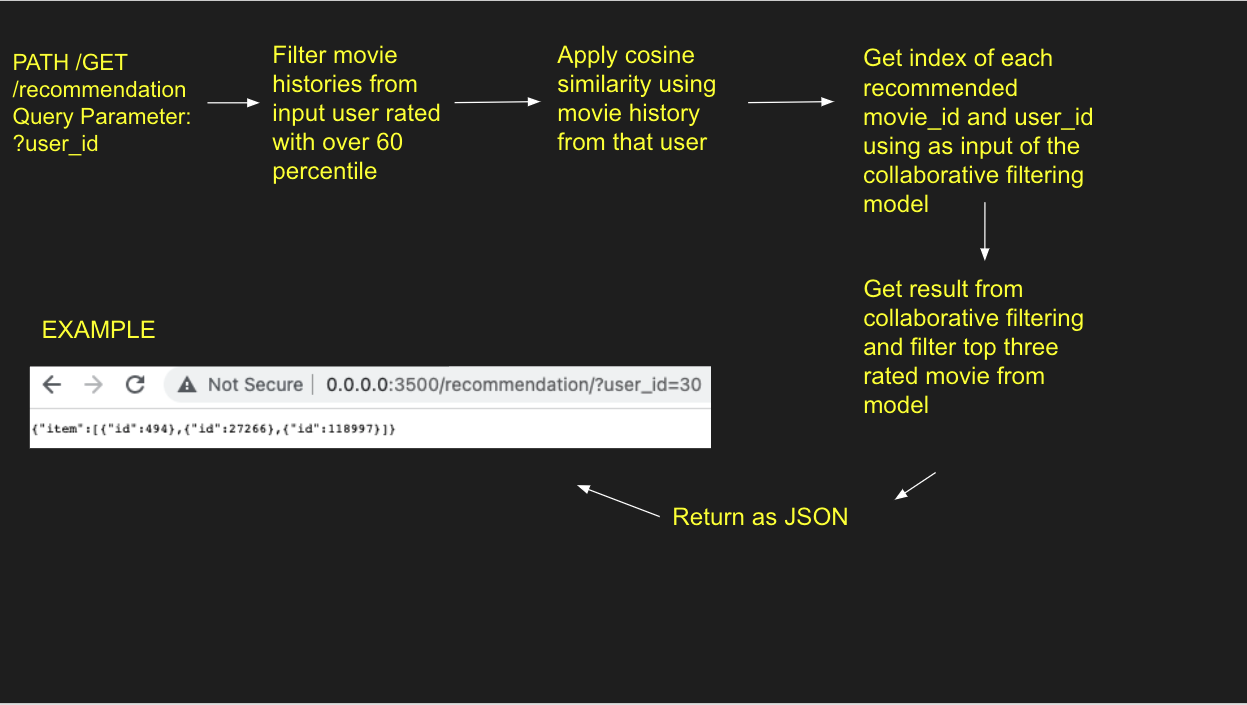 PATH /GET
/recommendation
Query Parameter:
?user_id
Filter movie
histories from
input user rated
with over 60
percentile
Apply cosine
similarity using
movie history
from that user
Get index of each
recommended
movie_id and user_id
using as input of the
collaborative filtering
model
Get result from
collaborative filtering
and filter top three
rated movie from
model
Return as JSON
EXAMPLE
Not Secure | 0.0.0.0:3500/recommendation/?user_id=30
{"item":[{"id":494},{"id":27266},{"id":118997}]}